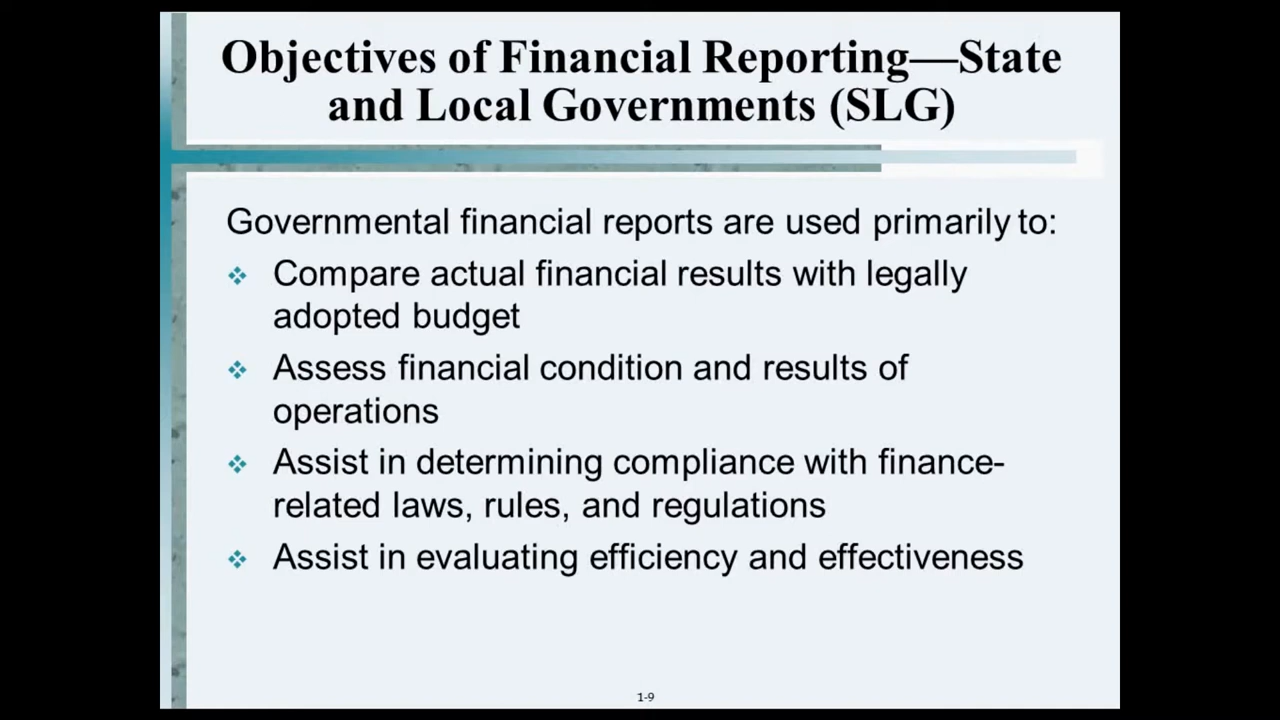 Objectives of Financial Reporting—State
and Local Governments (SLG)
Governmental financial reports are used primarily to:
❖ Compare actual financial results with legally
adopted budget
❖ Assess financial condition and results of
operations
❖ Assist in determining compliance with finance-
related laws, rules, and regulations
❖ Assist in evaluating efficiency and effectiveness
1-9